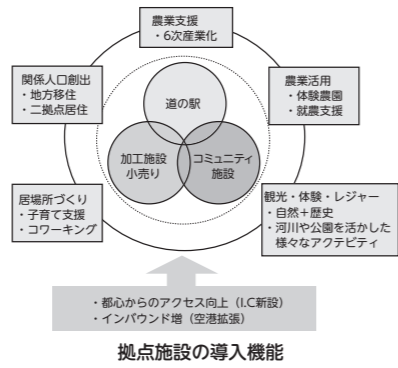 農業支援
・6次産業化
関係人口創出
・地方移住
・二拠点居住
道の駅
農業活用
・体験農園
・就農支援
加工施設
小売り
コミュニティ
施設
居場所づくり
・子育て支援
・コワーキング
観光・体験・レジャー
・自然+歴史
・河川や公園を活かした
様々なアクテビティ
・都心からのアクセス向上（I.C新設）
・インバウンド増（空港拡張）
拠点施設の導入機能